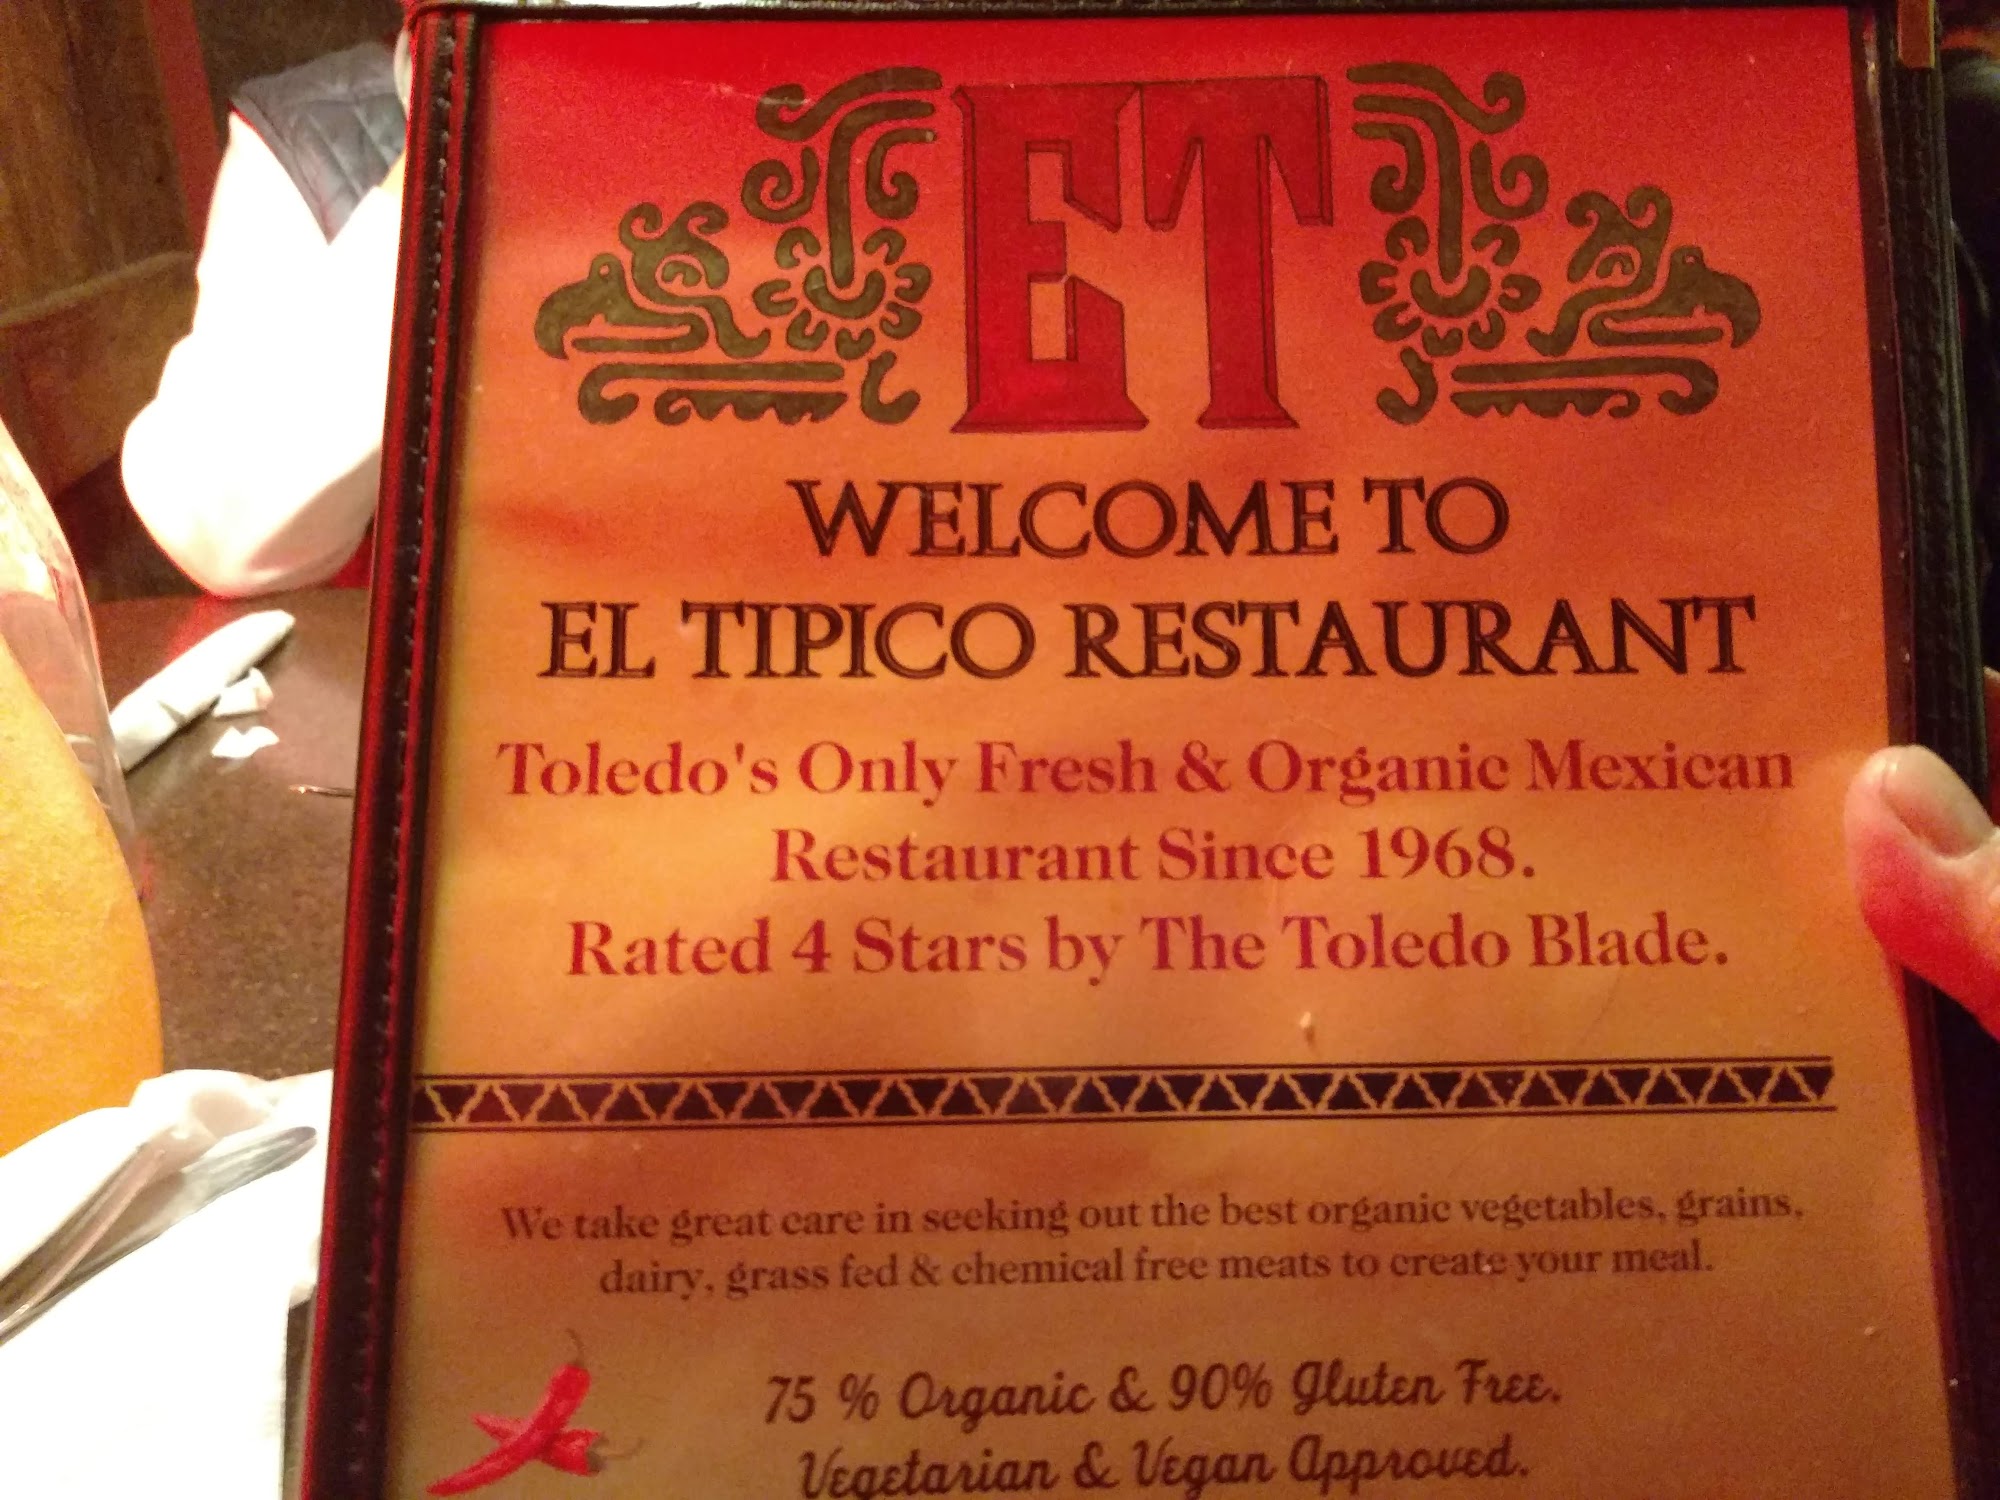 ET
WELCOME TO
EL TIPICO RESTAURANT
Toledo's Only Fresh & Organic Mexican
Restaurant Since 1968.
Rated 4 Stars by The Toledo Blade.
We take great care in seeking out the best organic vegetables, grains,
dairy, grass fed & chemical free meats to create your meal.
75 % Organic & 90% Gluten Free.
Vegetarian & Vegan Approved.